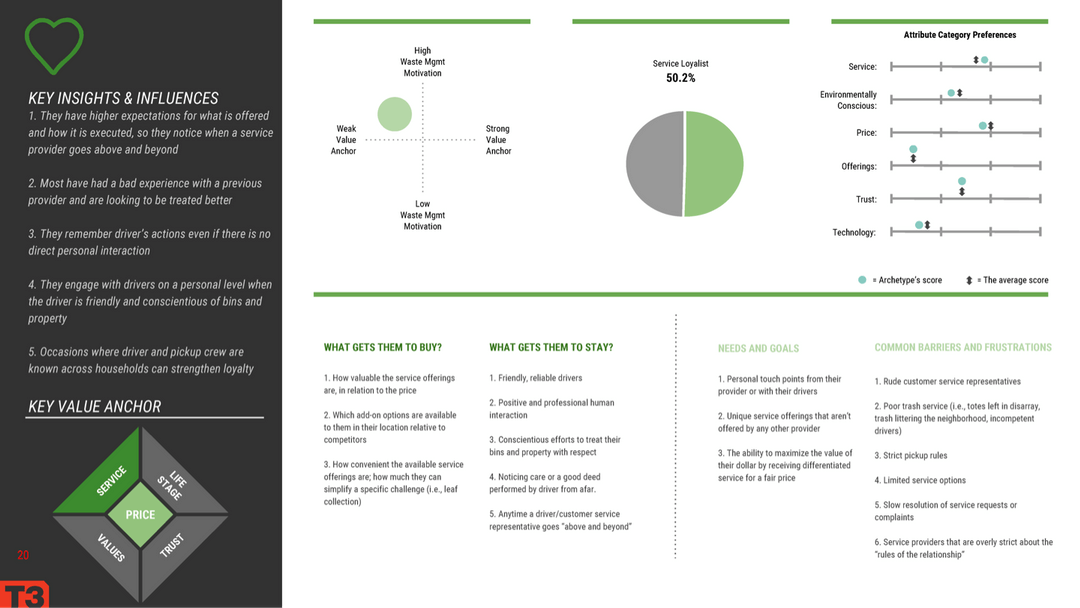 KEY INSIGHTS & INFLUENCES
1. They have higher expectations for what is offered
and how it is executed, so they notice when a service
provider goes above and beyond
2. Most have had a bad experience with a previous
provider and are looking to be treated better
3. They remember driver's actions even if there is no
direct personal interaction
4. They engage with drivers on a personal level when
the driver is friendly and conscientious of bins and
property
5. Occasions where driver and pickup crew are
known across households can strengthen loyalty
KEY VALUE ANCHOR
SERVICE
LIFE
STAGE
PRICE
VALUES
TRUST
20
T3
High
Waste Mgmt
Motivation
Weak
Value
Anchor
Strong
Value
Anchor
Low
Waste Mgmt
Motivation
Service Loyalist
50.2%
Attribute Category Preferences
Service:
Environmentally
Conscious:
Price:
Offerings:
Trust:
Technology:
= Archetype's score
= The average score
WHAT GETS THEM TO BUY?
1. How valuable the service offerings
are, in relation to the price
2. Which add-on options are available
to them in their location relative to
competitors
3. How convenient the available service
offerings are; how much they can
simplify a specific challenge (i.e., leaf
collection)
WHAT GETS THEM TO STAY?
1. Friendly, reliable drivers
2. Positive and professional human
interaction
3. Conscientious efforts to treat their
bins and property with respect
4. Noticing care or a good deed
performed by driver from afar.
5. Anytime a driver/customer service
representative goes "above and beyond"
NEEDS AND GOALS
1. Personal touch points from their
provider or with their drivers
2. Unique service offerings that aren't
offered by any other provider
3. The ability to maximize the value of
their dollar by receiving differentiated
service for a fair price
COMMON BARRIERS AND FRUSTRATIONS
1. Rude customer service representatives
2. Poor trash service (i.e., totes left in disarray,
trash littering the neighborhood, incompetent
drivers)
3. Strict pickup rules
4. Limited service options
5. Slow resolution of service requests or
complaints
6. Service providers that are overly strict about the
"rules of the relationship"